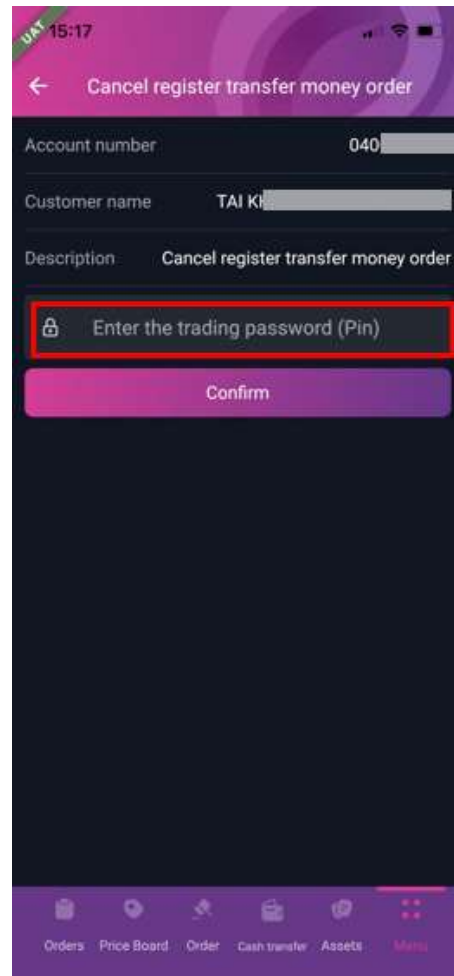 UAT
15:17
Cancel register transfer money order
Account number 040
Customer name TAI KH
Description Cancel register transfer money order
Enter the trading password (Pin)
Confirm
Orders Price Board Order Cash transfer Assets Menu